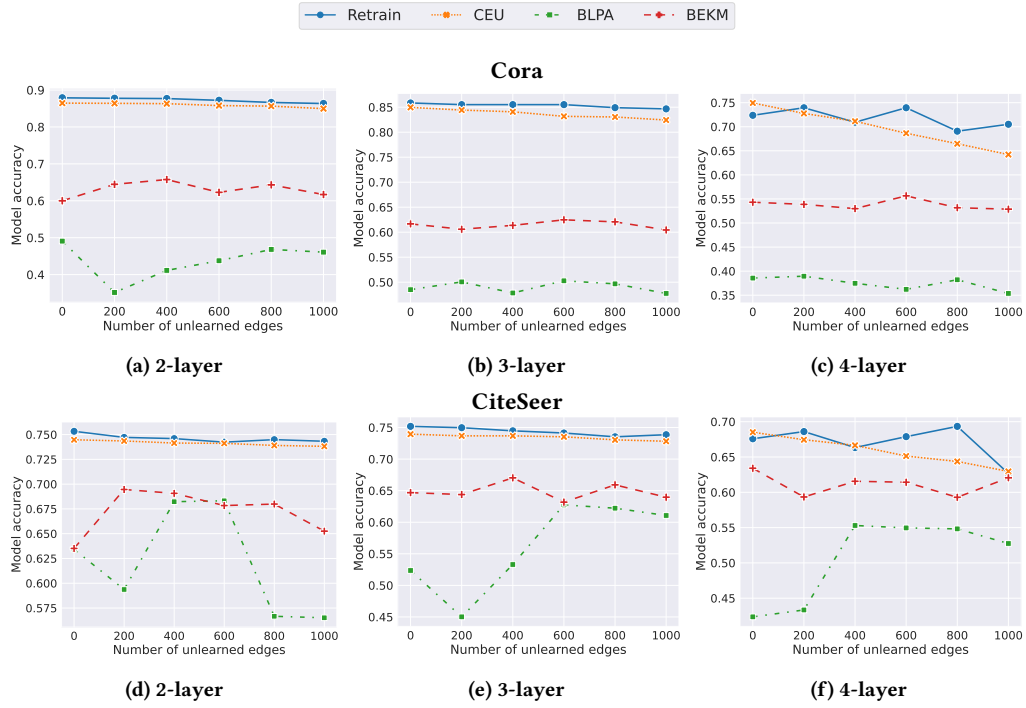 Retrain CEU BLPA BEKM
Cora
0.9
0.8
0.7
0.6
0.5
0.4
Model accuracy
0 200 400 600 800 1000
Number of unlearned edges
(a) 2-layer
0.85
0.80
0.75
0.70
0.65
0.60
0.55
0.50
Model accuracy
0 200 400 600 800 1000
Number of unlearned edges
(b) 3-layer
0.75
0.70
0.65
0.60
0.55
0.50
0.45
0.40
0.35
Model accuracy
0 200 400 600 800 1000
Number of unlearned edges
(c) 4-layer
CiteSeer
0.750
0.725
0.700
0.675
0.650
0.625
0.600
0.575
Model accuracy
0 200 400 600 800 1000
Number of unlearned edges
(d) 2-layer
0.75
0.70
0.65
0.60
0.55
0.50
0.45
Model accuracy
0 200 400 600 800 1000
Number of unlearned edges
(e) 3-layer
0.70
0.65
0.60
0.55
0.50
0.45
Model accuracy
0 200 400 600 800 1000
Number of unlearned edges
(f) 4-layer